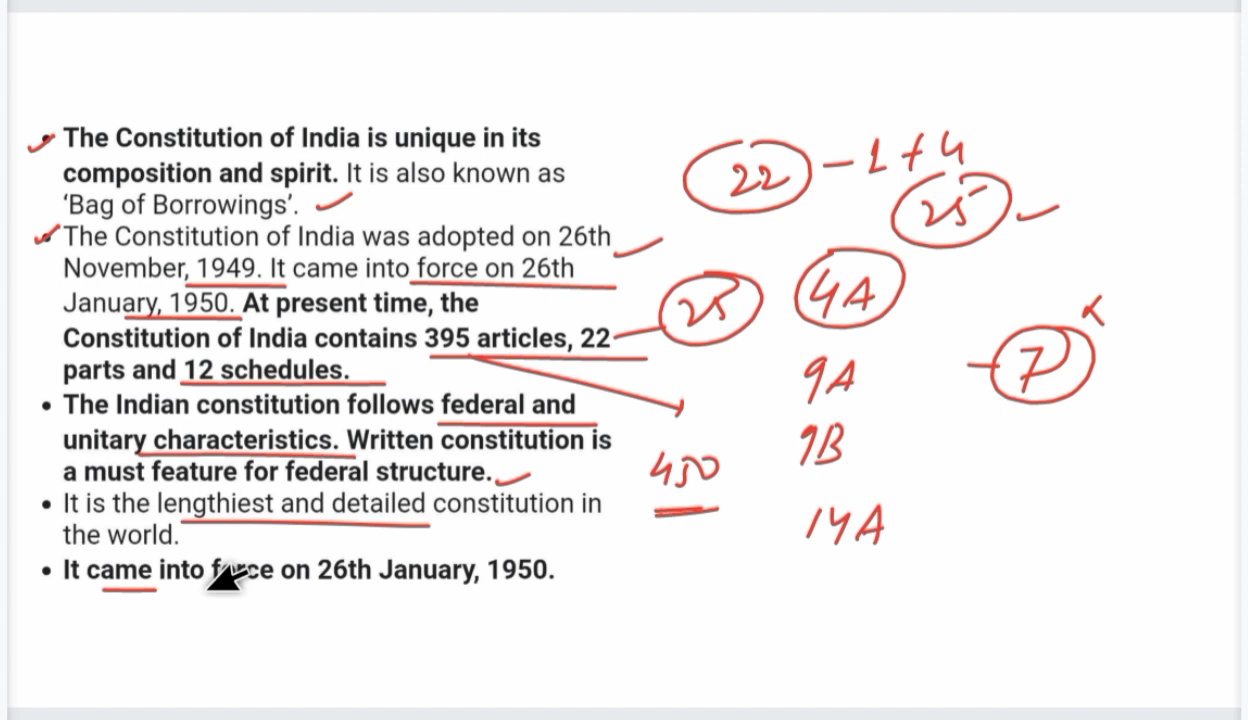 • The Constitution of India is unique in its
composition and spirit. It is also known as
‘Bag of Borrowings’.
• The Constitution of India was adopted on 26th
November, 1949. It came into force on 26th
January, 1950. At present time, the
Constitution of India contains 395 articles, 22
parts and 12 schedules.
• The Indian constitution follows federal and
unitary characteristics. Written constitution is
a must feature for federal structure.
• It is the lengthiest and detailed constitution in
the world.
• It came into force on 26th January, 1950.
22 - 1 + 4
25
25
4A
9A
9B
14A
7
450